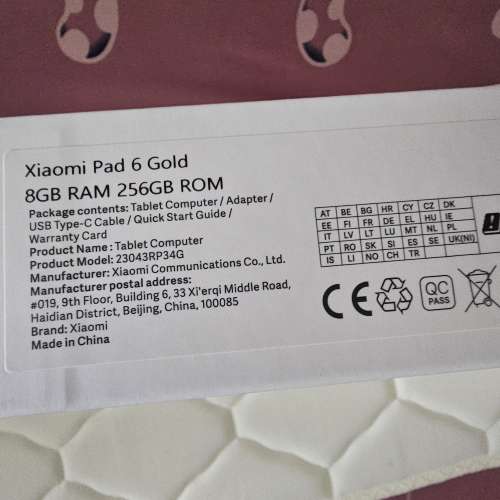 Xiaomi Pad 6 Gold
8GB RAM 256GB ROM
Package contents: Tablet Computer / Adapter /
USB Type-C Cable / Quick Start Guide /
Warranty Card
Product Name: Tablet Computer
Product Model: 23043RP34G
Manufacturer: Xiaomi Communications Co., Ltd.
Manufacturer postal address:
#019, 9th Floor, Building 6, 33 Xi'erqi Middle Road,
Haidian District, Beijing, China, 100085
Brand: Xiaomi
Made in China
AT BE BG HR CY CZ DK
EE FI FR DE EL HU IE
IT LV LT LU MT NL PL
PT RO SK SI ES SE UK(NI)
IS LI NO CH TR
CE
QC
PASS